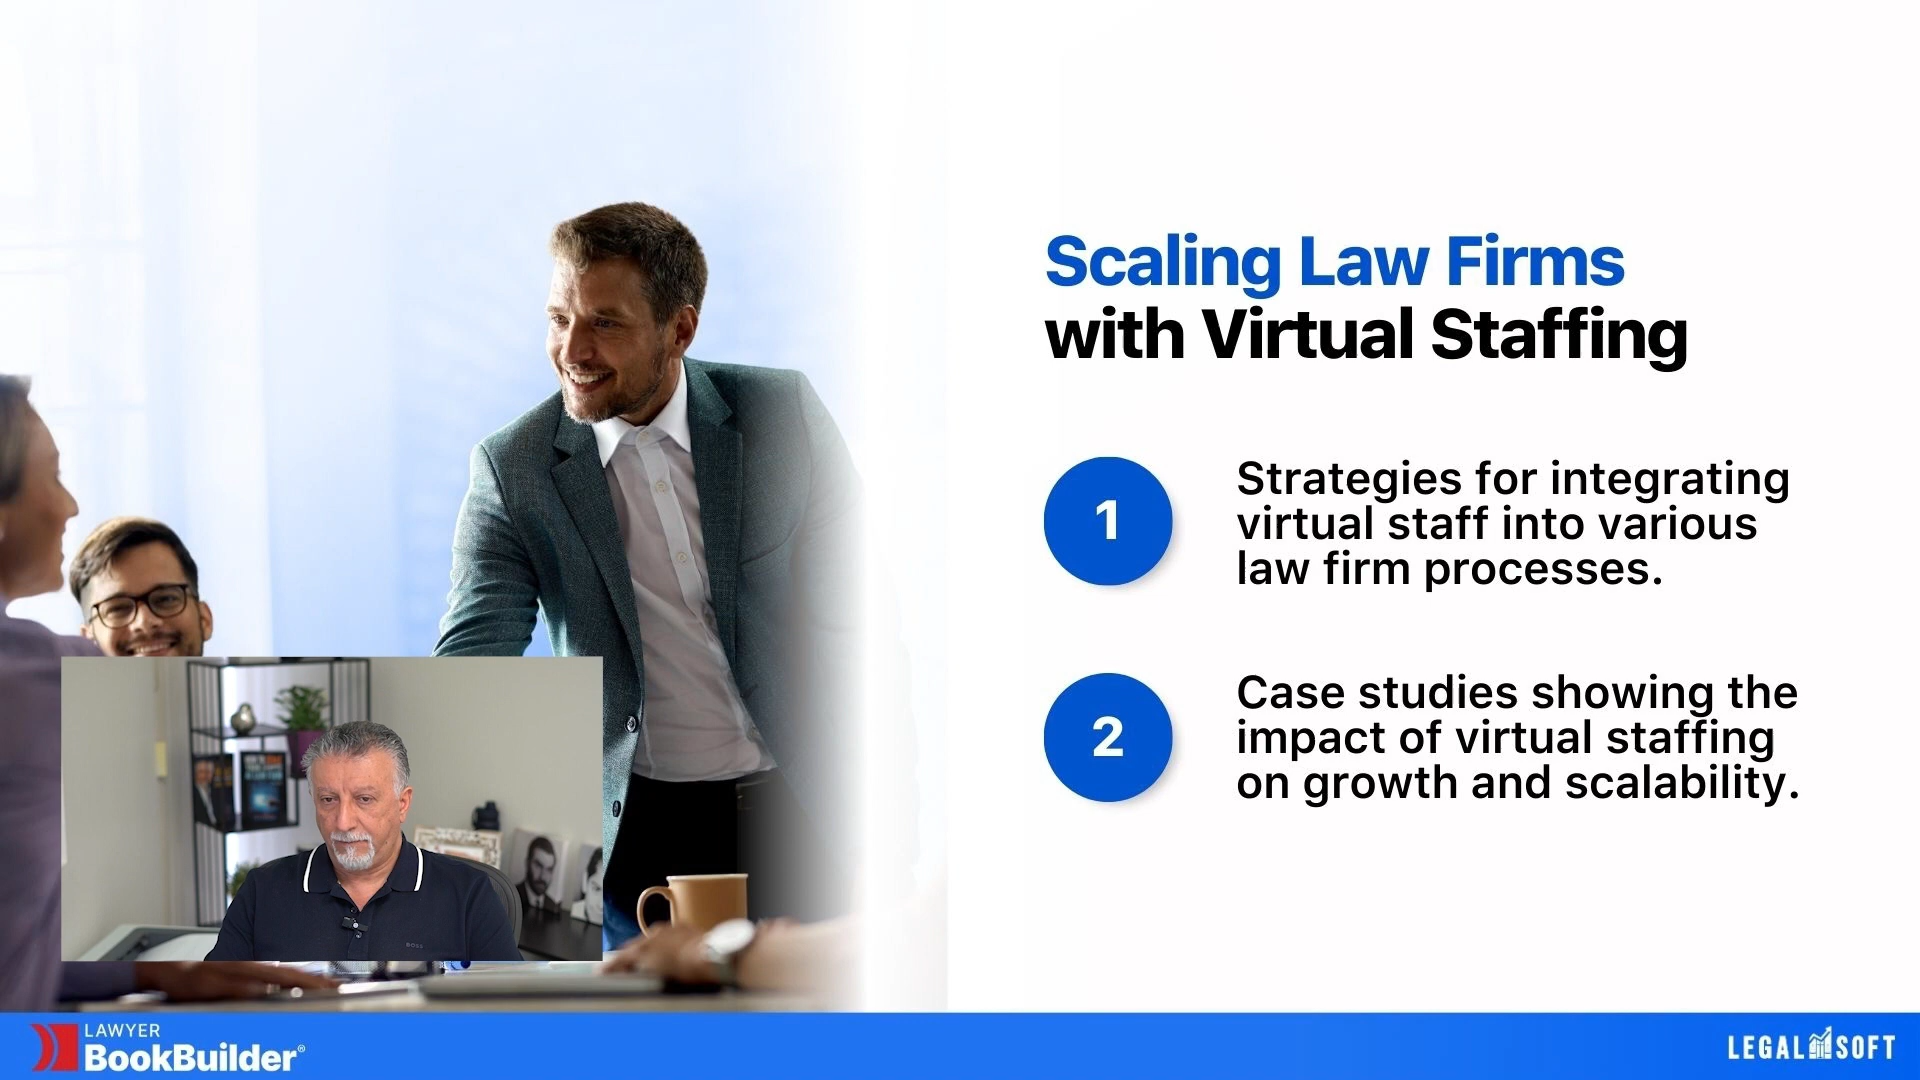 Scaling Law Firms
with Virtual Staffing
1
Strategies for integrating
virtual staff into various
law firm processes.
2
Case studies showing the
impact of virtual staffing
on growth and scalability.
BOSS
LAWYER
BookBuilder®
LEGAL SOFT